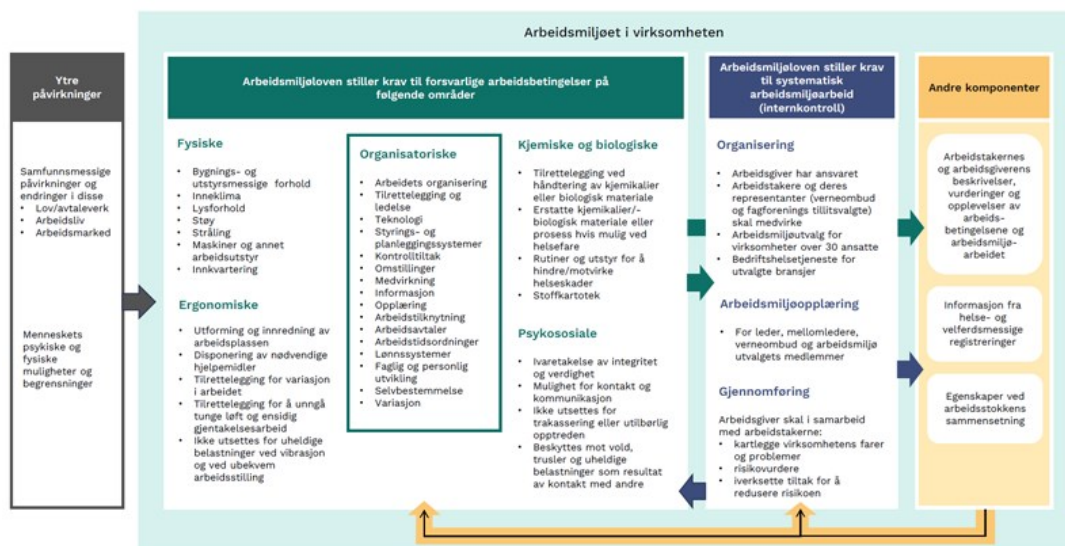 Arbeidsmiljøet i virksomheten
Ytre
påvirkninger
Samfunnsmessige
påvirkninger og
endringer i disse
• Lov/avtaleverk
• Arbeidsliv
• Arbeidsmarked
Menneskets
psykiske og
fysiske
muligheter og
begrensninger
Arbeidsmiljøloven stiller krav til forsvarlige arbeidsbetingelser på
følgende områder
Fysiske
• Bygnings- og
utstyrsmessige forhold
• Inneklima
• Lysforhold
• Støy
• Stråling
• Maskiner og annet
arbeidsutstyr
• Innkvartering
Ergonomiske
• Utforming og innredning av
arbeidsplassen
• Disponering av nødvendige
hjelpemidler
• Tilrettelegging for variasjon
i arbeidet
• Tilrettelegging for å unngå
tunge løft og ensidig
gjentakelsesarbeid
• Ikke utsettes for uheldige
belastninger ved vibrasjon
og ved ubekvem
arbeidsstilling
Organisatoriske
• Arbeidets organisering
• Tilrettelegging og
ledelse
• Teknologi
• Styrings- og
planleggingssystemer
• Kontrolltiltak
• Omstillinger
• Medvirkning
• Informasjon
• Opplæring
• Arbeidstilknytning
• Arbeidsavtaler
• Arbeidstidsordninger
• Lønnssystemer
• Faglig og personlig
utvikling
• Selvbestemmelse
• Variasjon
Kjemiske og biologiske
• Tilrettelegging ved
håndtering av kjemikalier
eller biologisk materiale
• Erstatte kjemikalier/-
biologisk materiale eller
prosess hvis mulig ved
helsefare
• Rutiner og utstyr for å
hindre/motvirke
helseskader
• Stoffkartotek
Psykososiale
• Ivaretakelse av integritet
og verdighet
• Mulighet for kontakt og
kommunikasjon
• Ikke utsettes for
trakassering eller utilbørlig
opptreden
• Beskyttes mot vold,
trusler og uheldige
belastninger som resultat
av kontakt med andre
Arbeidsmiljøloven stiller krav
til systematisk
arbeidsmiljøarbeid
(internkontroll)
Organisering
• Arbeidsgiver har ansvaret
• Arbeidstakere og deres
representanter (verneombud
og fagforenings tillitsvalgte)
skal medvirke
• Arbeidsmiljøutvalg for
virksomheter over 30 ansatte
• Bedriftshelsetjeneste for
utvalgte bransjer
Arbeidsmiljøopplæring
• For leder, mellomledere,
verneombud og arbeidsmiljø
utvalgets medlemmer
Gjennomføring
Arbeidsgiver skal i samarbeid
med arbeidstakerne:
• kartlegge virksomhetens farer
og problemer
• risikovurdere
• iverksette tiltak for å
redusere risikoen
Andre komponenter
Arbeidstakernes
og arbeidsgiverens
beskrivelser,
vurderinger og
opplevelser av
arbeids-
betingelsene og
arbeidsmiljø-
arbeidet
Informasjon fra
helse- og
velferdsmessige
registreringer
Egenskaper ved
arbeidsstokkens
sammensetning